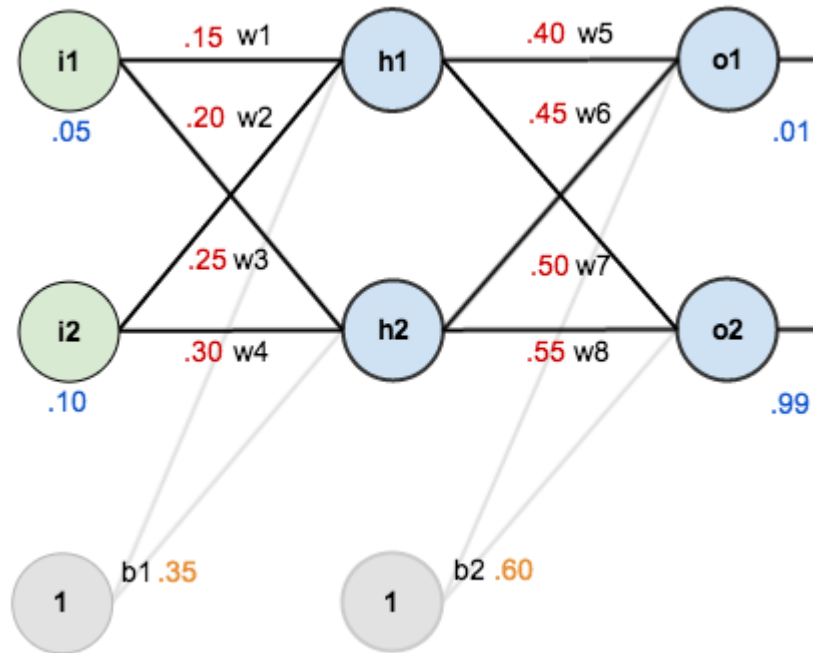 .15 w1
i1 h1 .40 w5 o1
.20 w2 .45 w6
.05 .01
.25 w3 .50 w7
i2 h2 o2
.30 w4 .55 w8
.10 .99
b1 .35 b2 .60
1 1